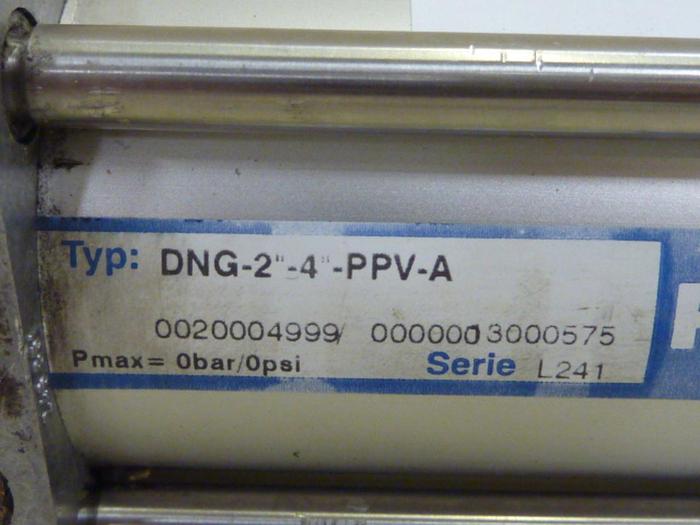 Typ: DNG-2"-4"-PPV-A
0020004999/ 0000003000575
Pmax= 0bar/0psi Serie L241